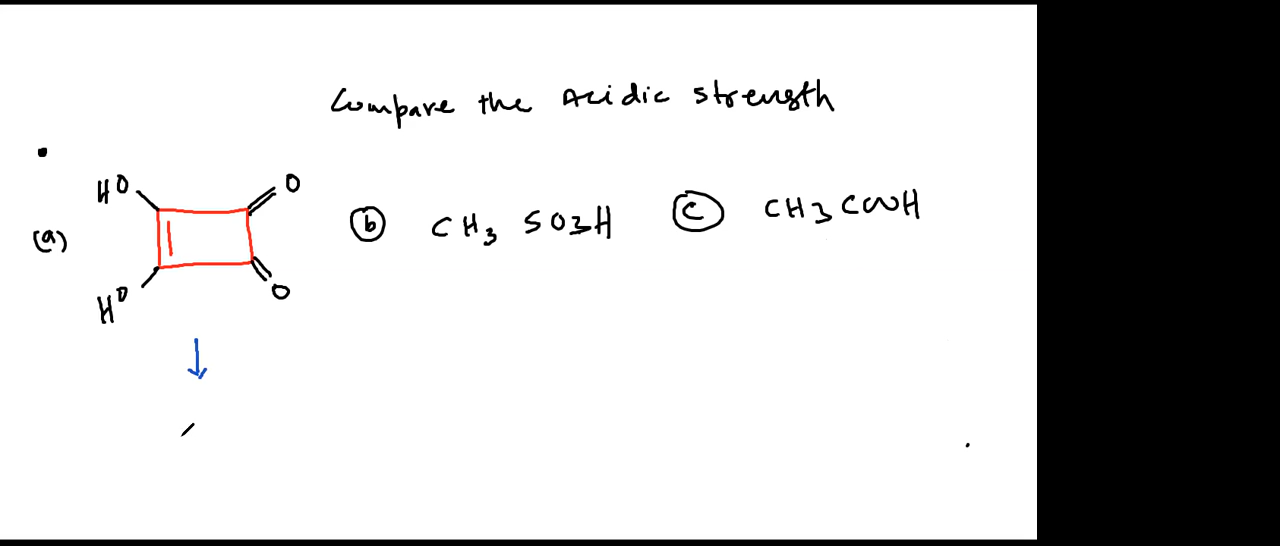 Compare the Acidic strength
HO O
(a) (b) CH3 SO3H (c) CH3COOH
HO O